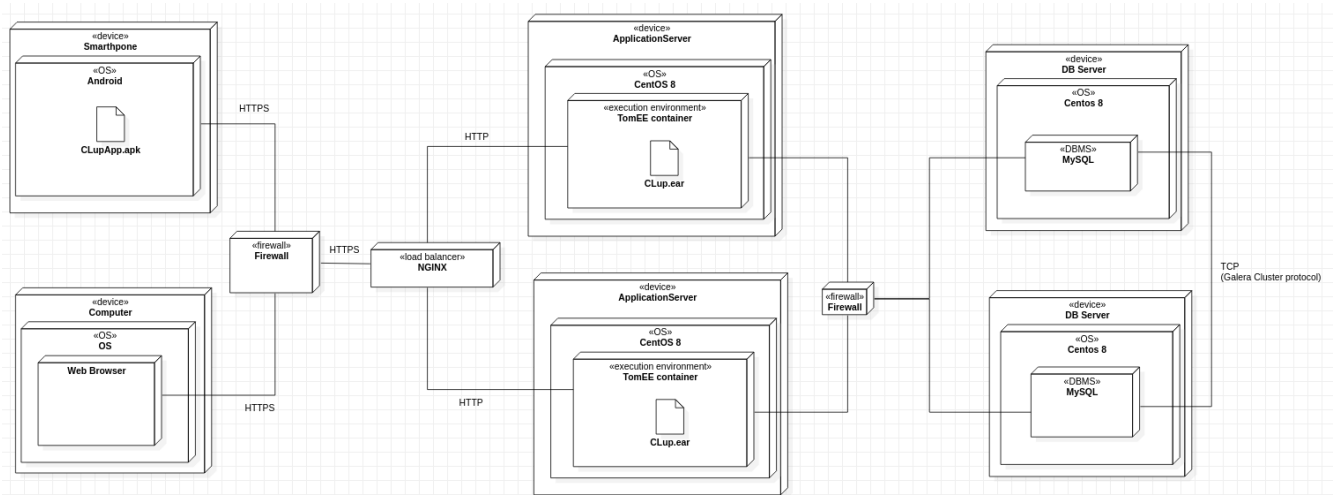 «device»
Smarthpone
«OS»
Android
CLupApp.apk
HTTPS
«device»
Computer
«OS»
OS
Web Browser
HTTPS
«firewall»
Firewall
HTTPS
«load balancer»
NGINX
HTTP
HTTP
«device»
ApplicationServer
«OS»
CentOS 8
«execution environment»
TomEE container
CLup.ear
«device»
ApplicationServer
«OS»
CentOS 8
«execution environment»
TomEE container
CLup.ear
«firewall»
Firewall
«device»
DB Server
«OS»
Centos 8
«DBMS»
MySQL
«device»
DB Server
«OS»
Centos 8
«DBMS»
MySQL
TCP
(Galera Cluster protocol)